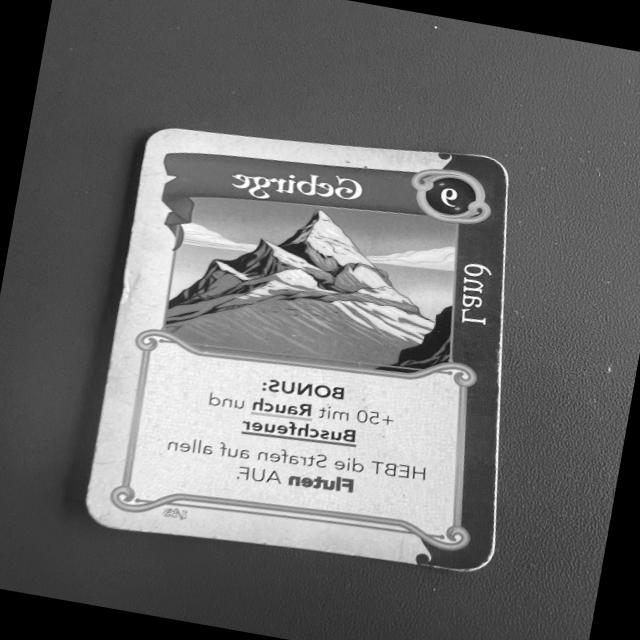 9
Gebirge
Land
BONUS:
+50 mit Rauch und
Buschfeuer
HEBT die Strafen auf allen
Fluten AUF.